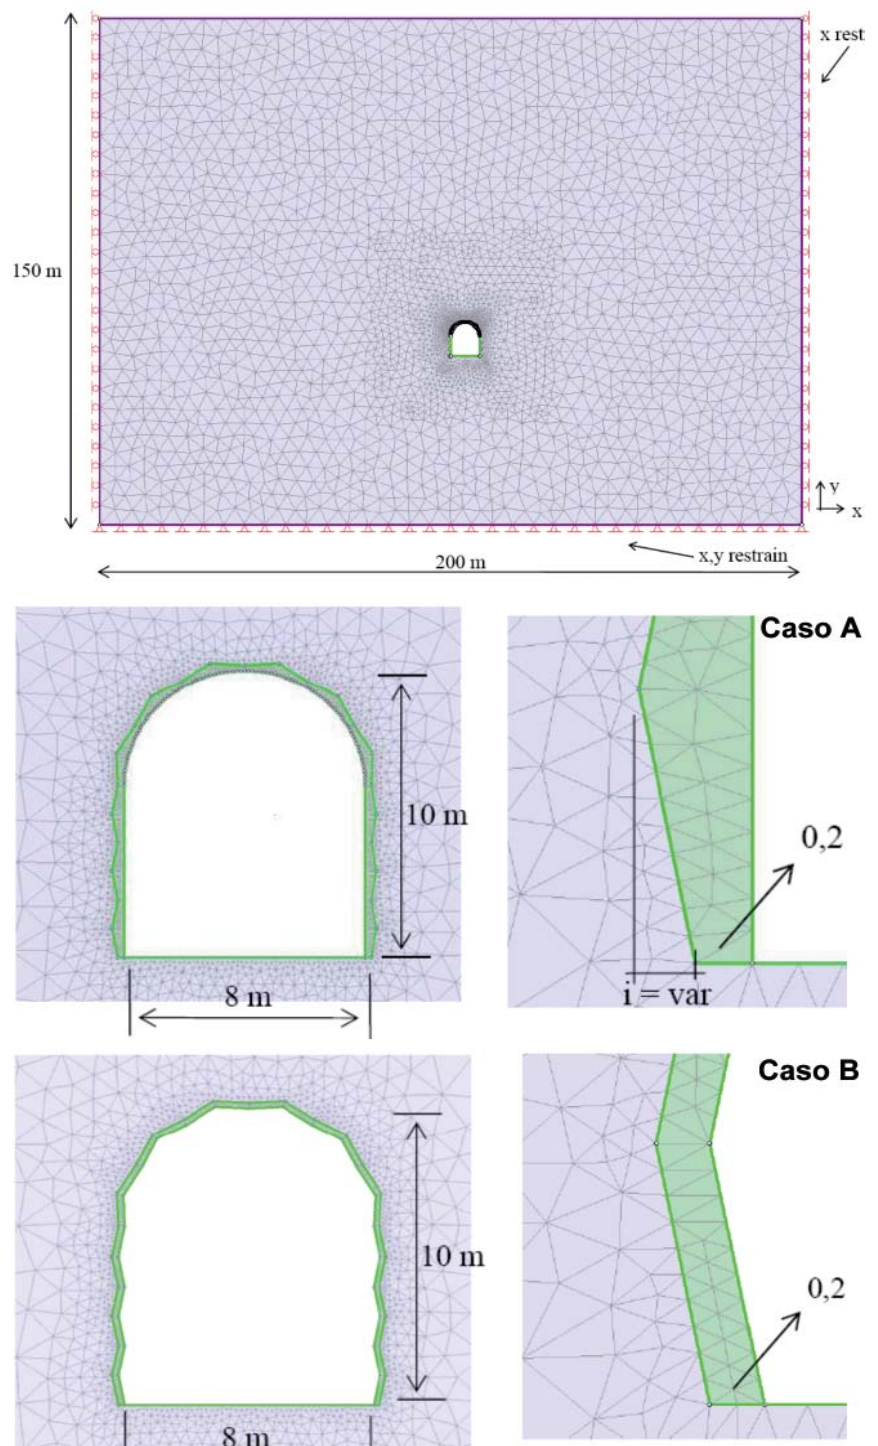 x rest
150 m
y
x
x,y restrain
200 m
Caso A
10 m
0,2
8 m
i = var
Caso B
10 m
0,2
8 m